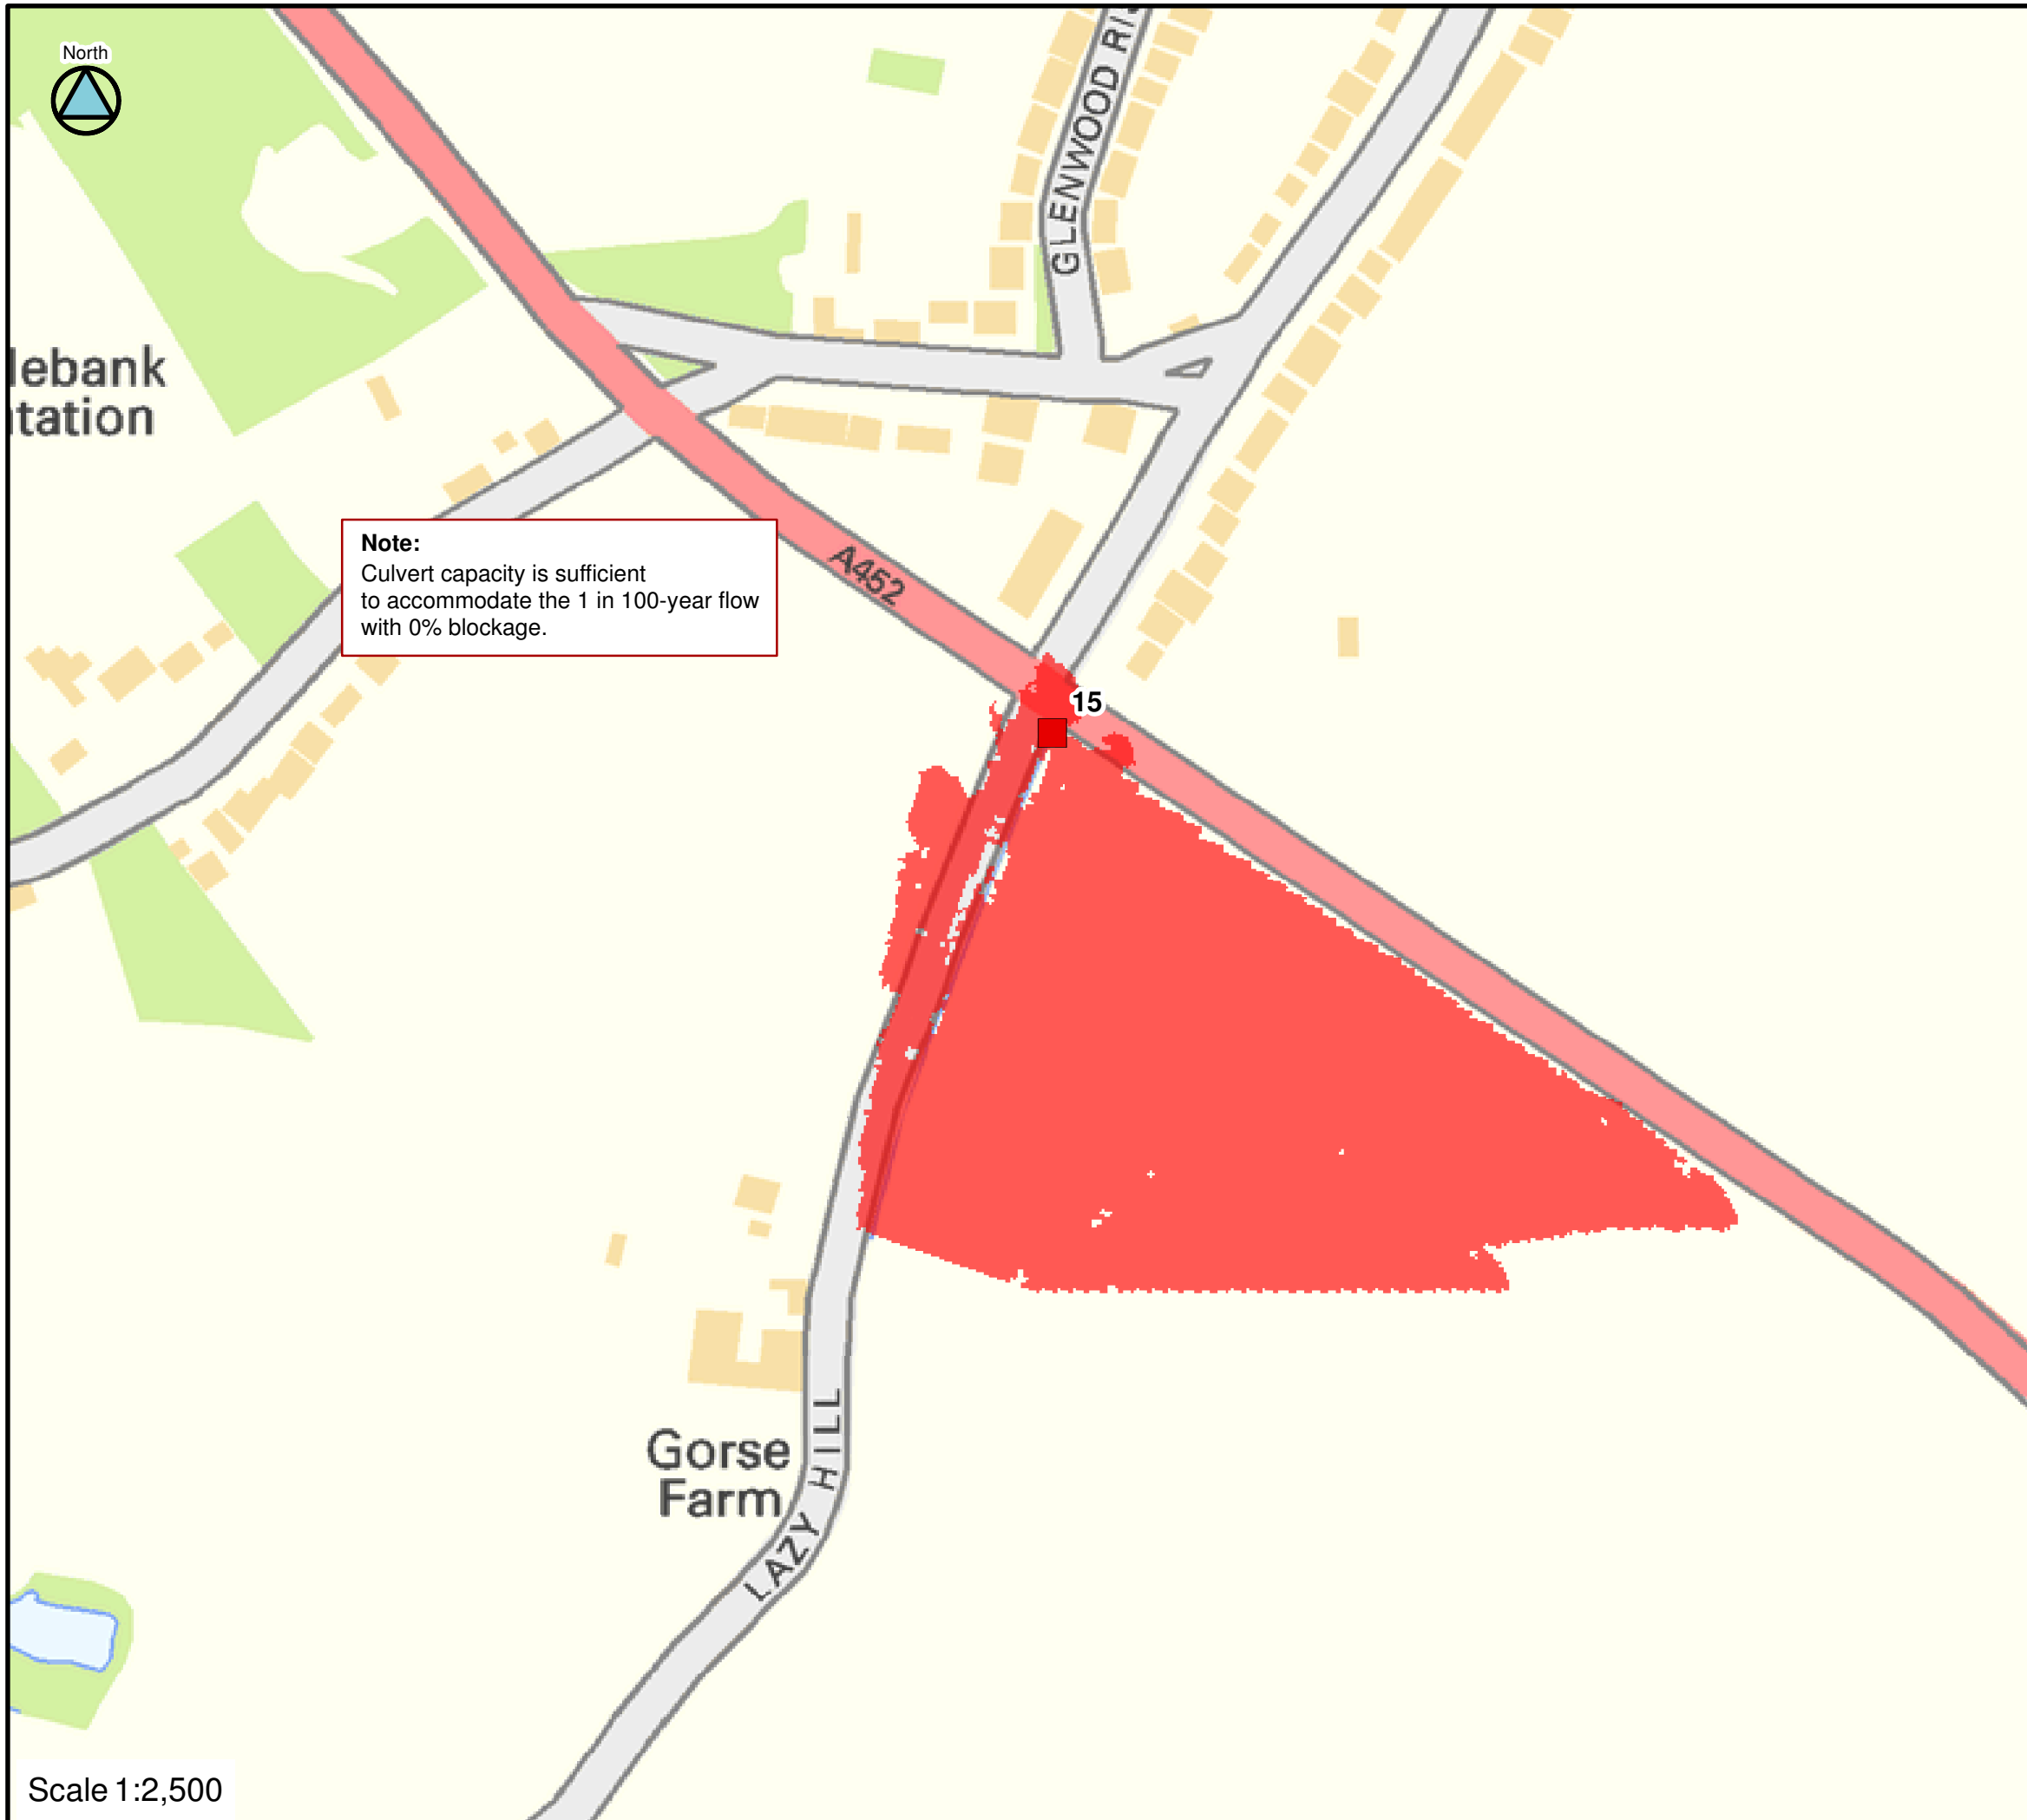 North
GLENWOOD RI
lebank
tation
Note:
Culvert capacity is sufficient
to accommodate the 1 in 100-year flow
with 0% blockage.
A452
15
Gorse
Farm
LAZY HILL
Scale 1:2,500